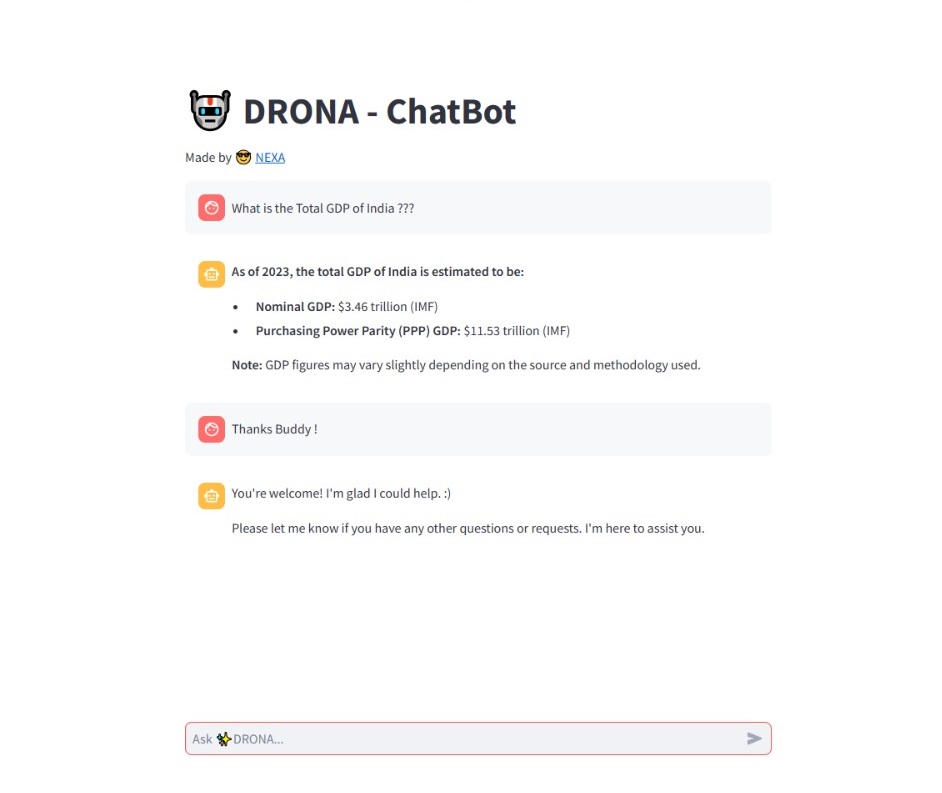 DRONA - ChatBot
Made by 😎 NEXA
What is the Total GDP of India ???
As of 2023, the total GDP of India is estimated to be:
• Nominal GDP: $3.46 trillion (IMF)
• Purchasing Power Parity (PPP) GDP: $11.53 trillion (IMF)
Note: GDP figures may vary slightly depending on the source and methodology used.
Thanks Buddy !
You're welcome! I'm glad I could help. :)
Please let me know if you have any other questions or requests. I'm here to assist you.
Ask ✨DRONA...